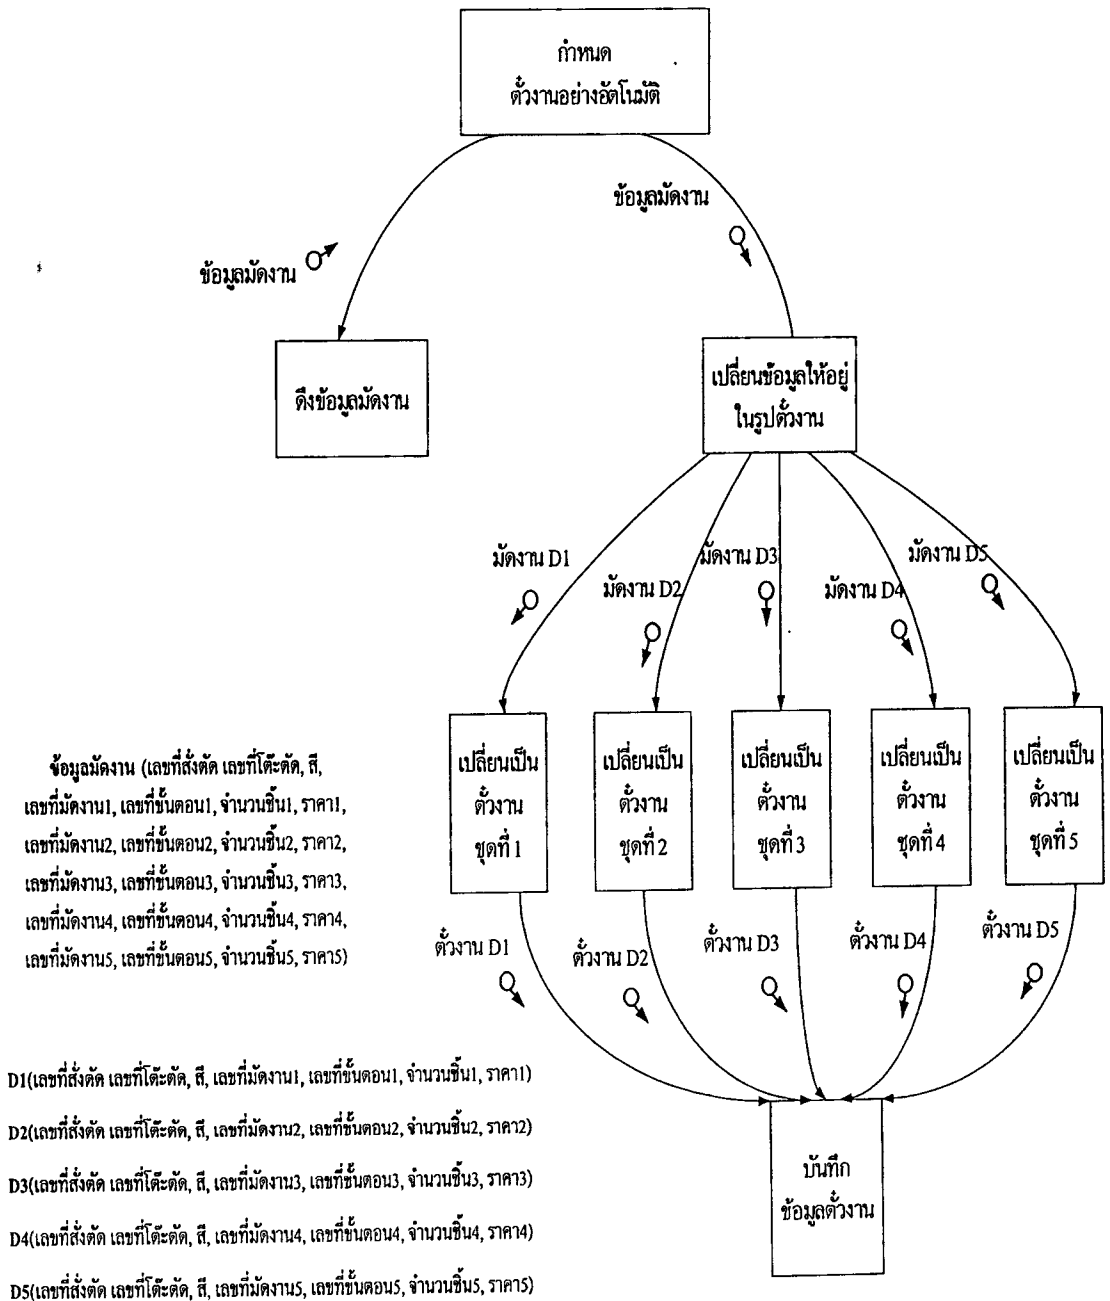 กำหนด
ตั๋วงานอย่างอัตโนมัติ
ข้อมูลมัดงาน
ข้อมูลมัดงาน
ดึงข้อมูลมัดงาน
เปลี่ยนข้อมูลให้อยู่
ในรูปตั๋วงาน
มัดงาน D1
มัดงาน D2
มัดงาน D3
มัดงาน D4
มัดงาน D5
เปลี่ยนเป็น
ตั๋วงาน
ชุดที่ 1
เปลี่ยนเป็น
ตั๋วงาน
ชุดที่ 2
เปลี่ยนเป็น
ตั๋วงาน
ชุดที่ 3
เปลี่ยนเป็น
ตั๋วงาน
ชุดที่ 4
เปลี่ยนเป็น
ตั๋วงาน
ชุดที่ 5
ข้อมูลมัดงาน (เลขที่สั่งตัด เลขที่โต๊ะตัด, สี,
เลขที่มัดงาน1, เลขที่ขั้นตอน1, จำนวนชิ้น1, ราคา1,
เลขที่มัดงาน2, เลขที่ขั้นตอน2, จำนวนชิ้น2, ราคา2,
เลขที่มัดงาน3, เลขที่ขั้นตอน3, จำนวนชิ้น3, ราคา3,
เลขที่มัดงาน4, เลขที่ขั้นตอน4, จำนวนชิ้น4, ราคา4,
เลขที่มัดงาน5, เลขที่ขั้นตอน5, จำนวนชิ้น5, ราคา5)
ตั๋วงาน D1
ตั๋วงาน D2
ตั๋วงาน D3
ตั๋วงาน D4
ตั๋วงาน D5
D1(เลขที่สั่งตัด เลขที่โต๊ะตัด, สี, เลขที่มัดงาน1, เลขที่ขั้นตอน1, จำนวนชิ้น1, ราคา1)
D2(เลขที่สั่งตัด เลขที่โต๊ะตัด, สี, เลขที่มัดงาน2, เลขที่ขั้นตอน2, จำนวนชิ้น2, ราคา2)
D3(เลขที่สั่งตัด เลขที่โต๊ะตัด, สี, เลขที่มัดงาน3, เลขที่ขั้นตอน3, จำนวนชิ้น3, ราคา3)
D4(เลขที่สั่งตัด เลขที่โต๊ะตัด, สี, เลขที่มัดงาน4, เลขที่ขั้นตอน4, จำนวนชิ้น4, ราคา4)
D5(เลขที่สั่งตัด เลขที่โต๊ะตัด, สี, เลขที่มัดงาน5, เลขที่ขั้นตอน5, จำนวนชิ้น5, ราคา5)
บันทึก
ข้อมูลตั๋วงาน